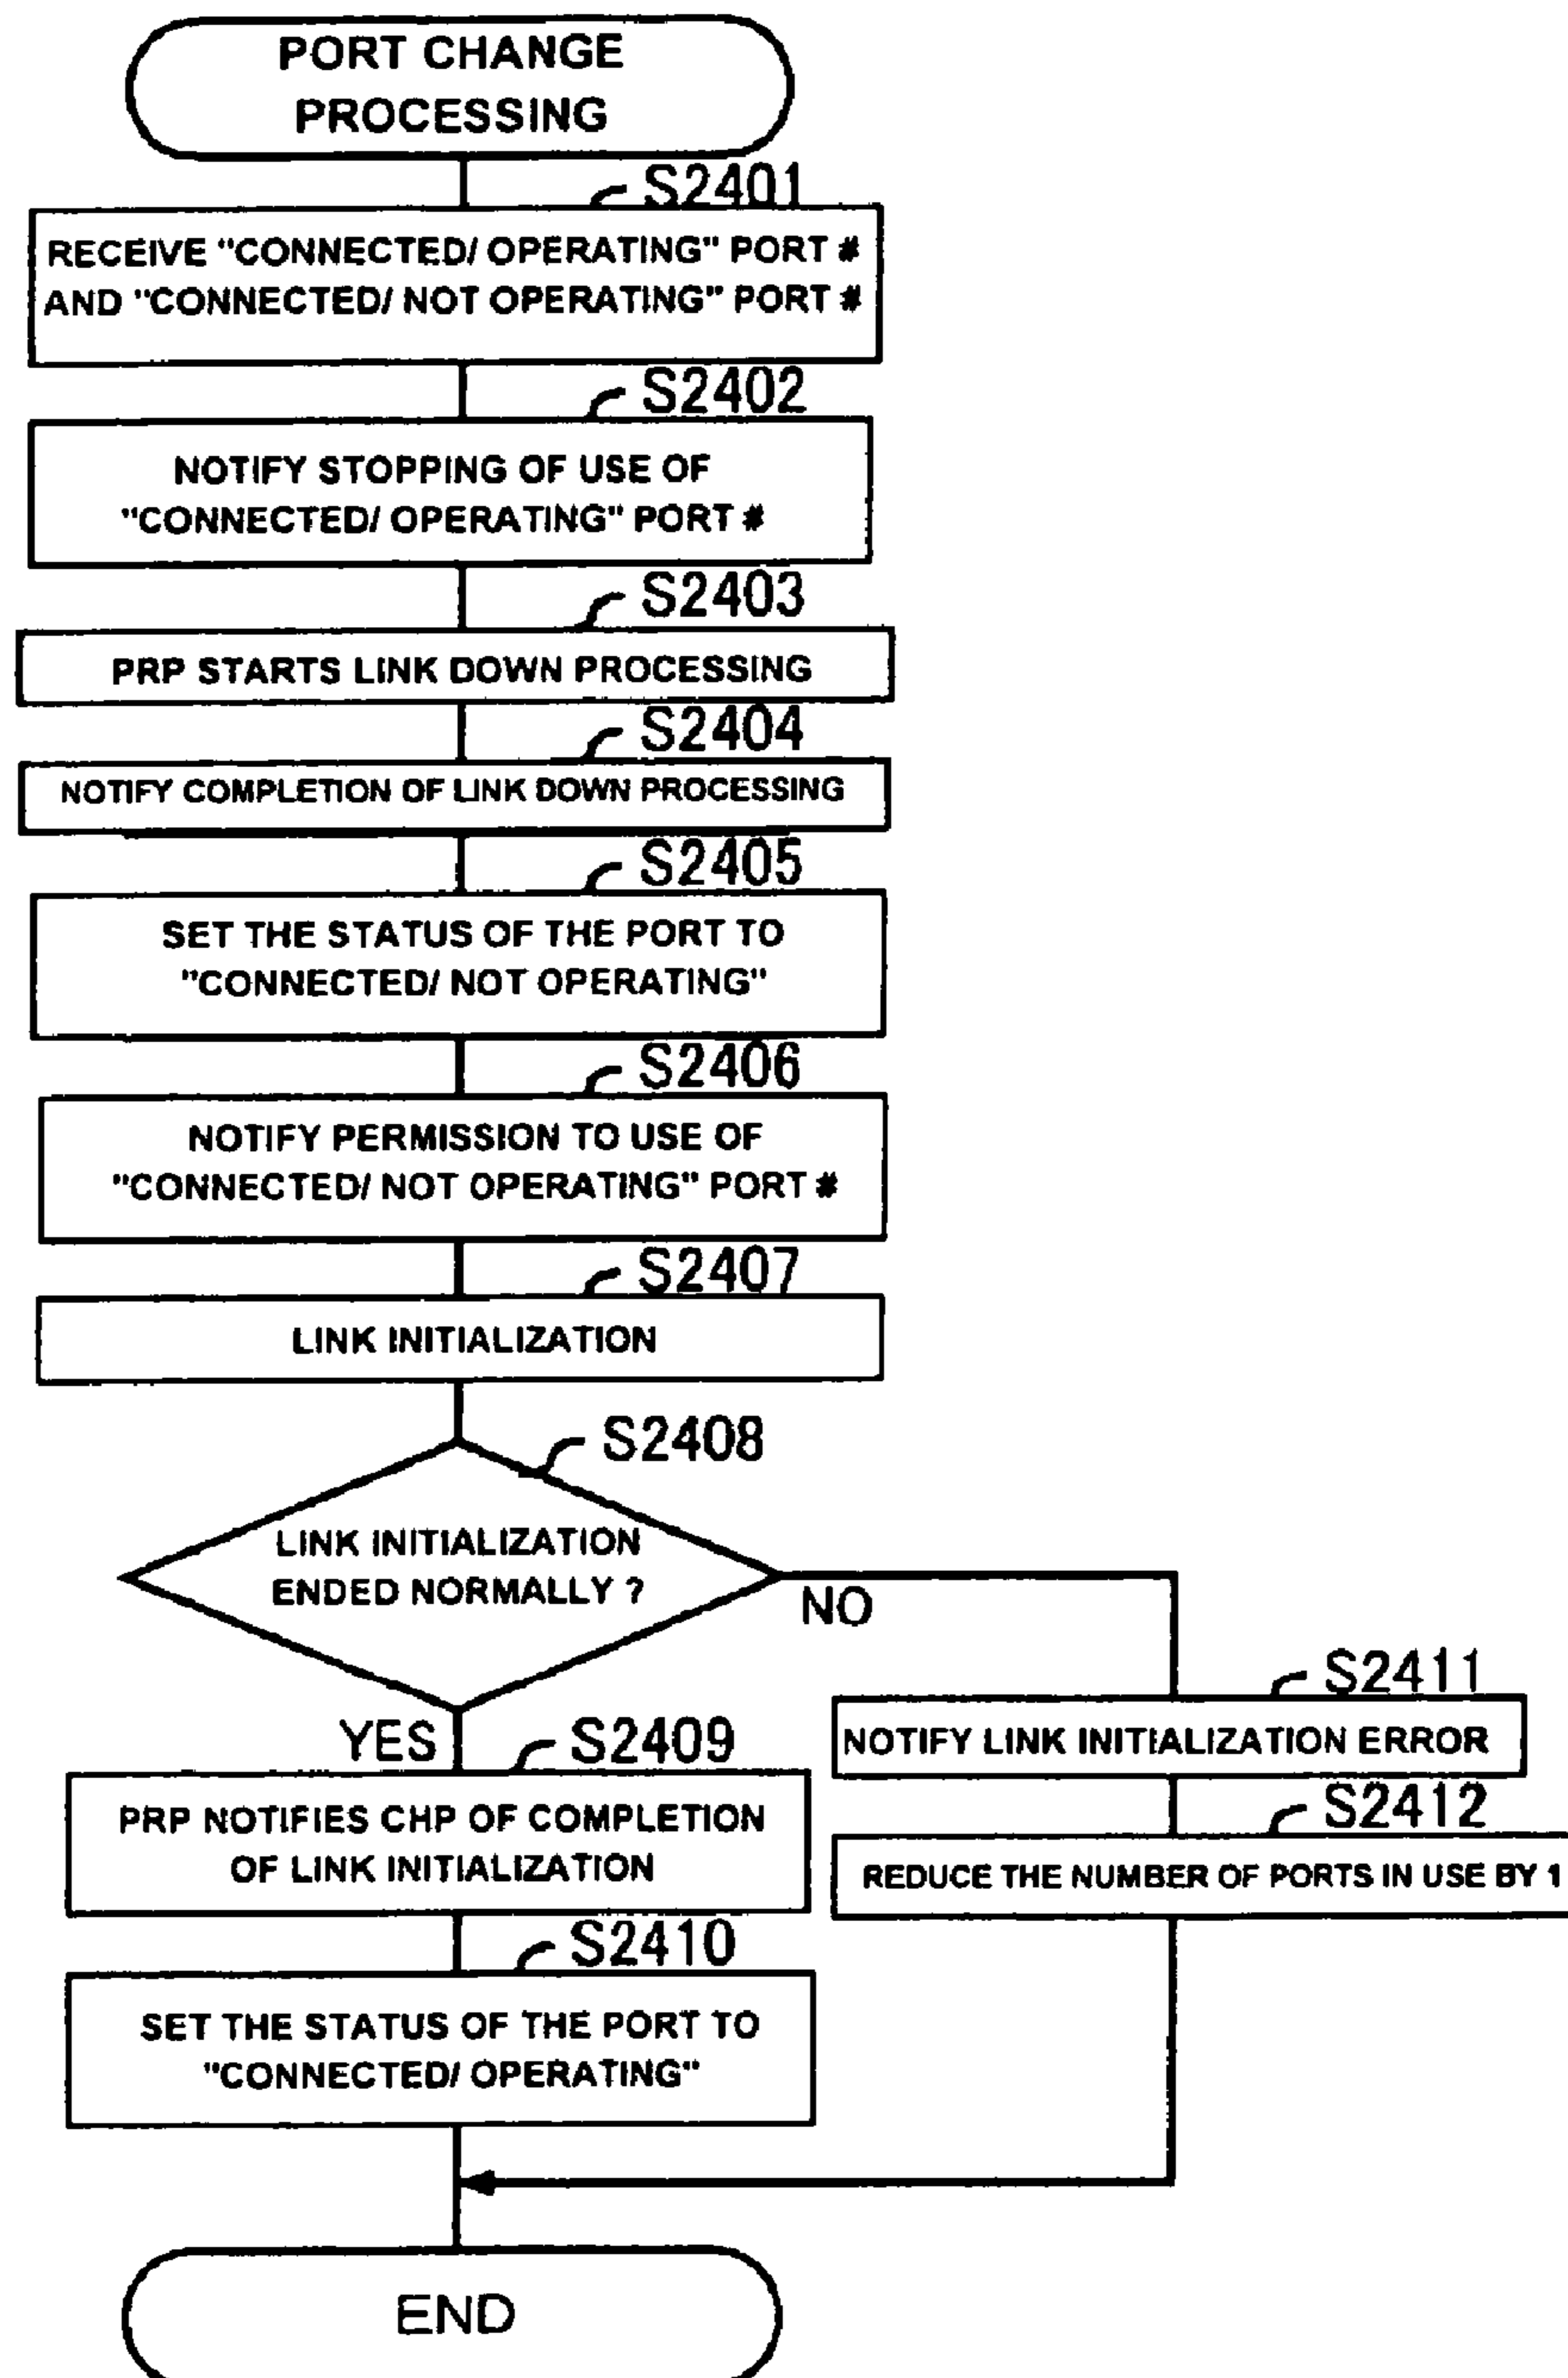 PORT CHANGE
PROCESSING
S2401
RECEIVE "CONNECTED/ OPERATING" PORT #
AND "CONNECTED/ NOT OPERATING" PORT #
S2402
NOTIFY STOPPING OF USE OF
"CONNECTED/ OPERATING" PORT #
S2403
PRP STARTS LINK DOWN PROCESSING
S2404
NOTIFY COMPLETION OF LINK DOWN PROCESSING
S2405
SET THE STATUS OF THE PORT TO
"CONNECTED/ NOT OPERATING"
S2406
NOTIFY PERMISSION TO USE OF
"CONNECTED/ NOT OPERATING" PORT #
S2407
LINK INITIALIZATION
S2408
LINK INITIALIZATION
ENDED NORMALLY ?
NO
YES
S2409
PRP NOTIFIES CHP OF COMPLETION
OF LINK INITIALIZATION
S2410
SET THE STATUS OF THE PORT TO
"CONNECTED/ OPERATING"
S2411
NOTIFY LINK INITIALIZATION ERROR
S2412
REDUCE THE NUMBER OF PORTS IN USE BY 1
END